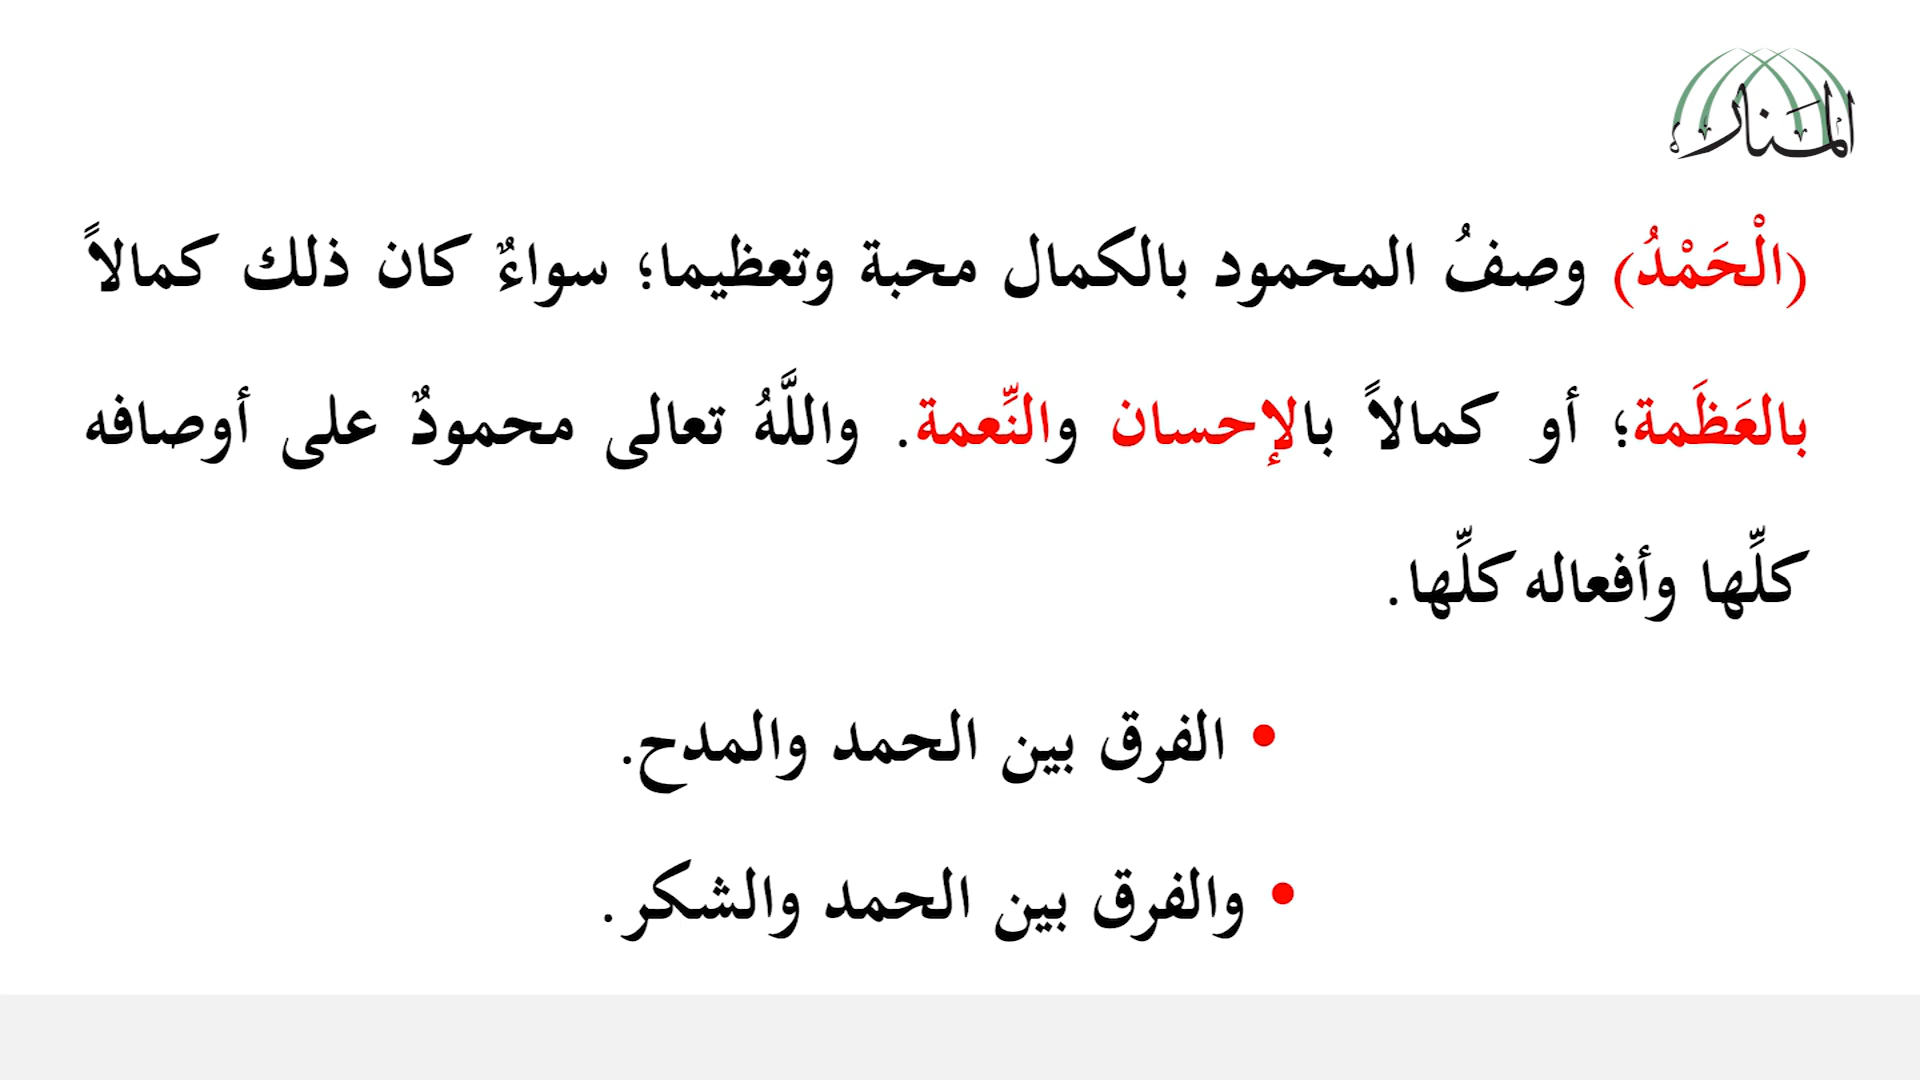 المنار
(الْحَمْدُ) وصفُ المحمود بالكمال محبة وتعظيما؛ سواءٌ كان ذلك كمالاً
بالعَظَمة؛ أو كمالاً بالإحسان والنِّعمة. واللَّهُ تعالى محمودٌ على أوصافه
كلِّها وأفعاله كلِّها.
• الفرق بين الحمد والمدح.
• والفرق بين الحمد والشكر.